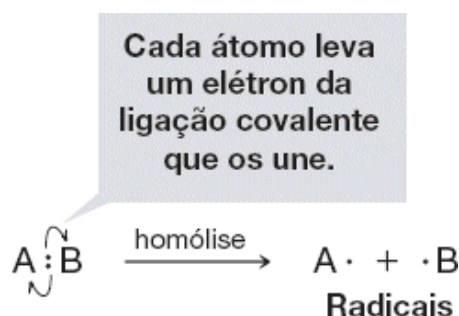 Cada átomo leva
um elétron da
ligação covalente
que os une.
homólise
A : B → A · + · B
Radicais